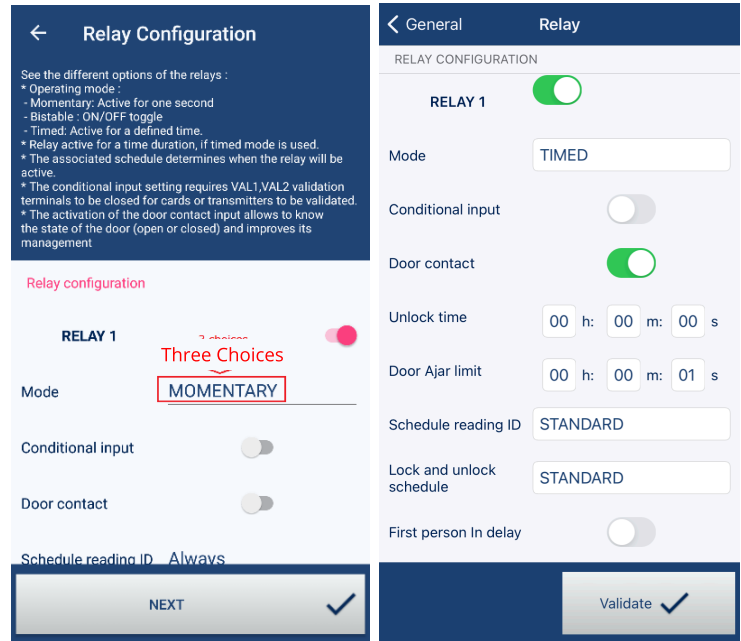 Relay Configuration
See the different options of the relays :
* Operating mode :
- Momentary: Active for one second
- Bistable : ON/OFF toggle
- Timed: Active for a defined time.
* Relay active for a time duration, if timed mode is used.
* The associated schedule determines when the relay will be
active.
* The conditional input setting requires VAL1,VAL2 validation
terminals to be closed for cards or transmitters to be validated.
* The activation of the door contact input allows to know
the state of the door (open or closed) and improves its
management
Relay configuration
RELAY 1
Three Choices
Mode MOMENTARY
Conditional input
Door contact
Schedule reading ID Always
NEXT
General Relay
RELAY CONFIGURATION
RELAY 1
Mode TIMED
Conditional input
Door contact
Unlock time 00 h: 00 m: 00 s
Door Ajar limit 00 h: 00 m: 01 s
Schedule reading ID STANDARD
Lock and unlock
schedule STANDARD
First person In delay
Validate